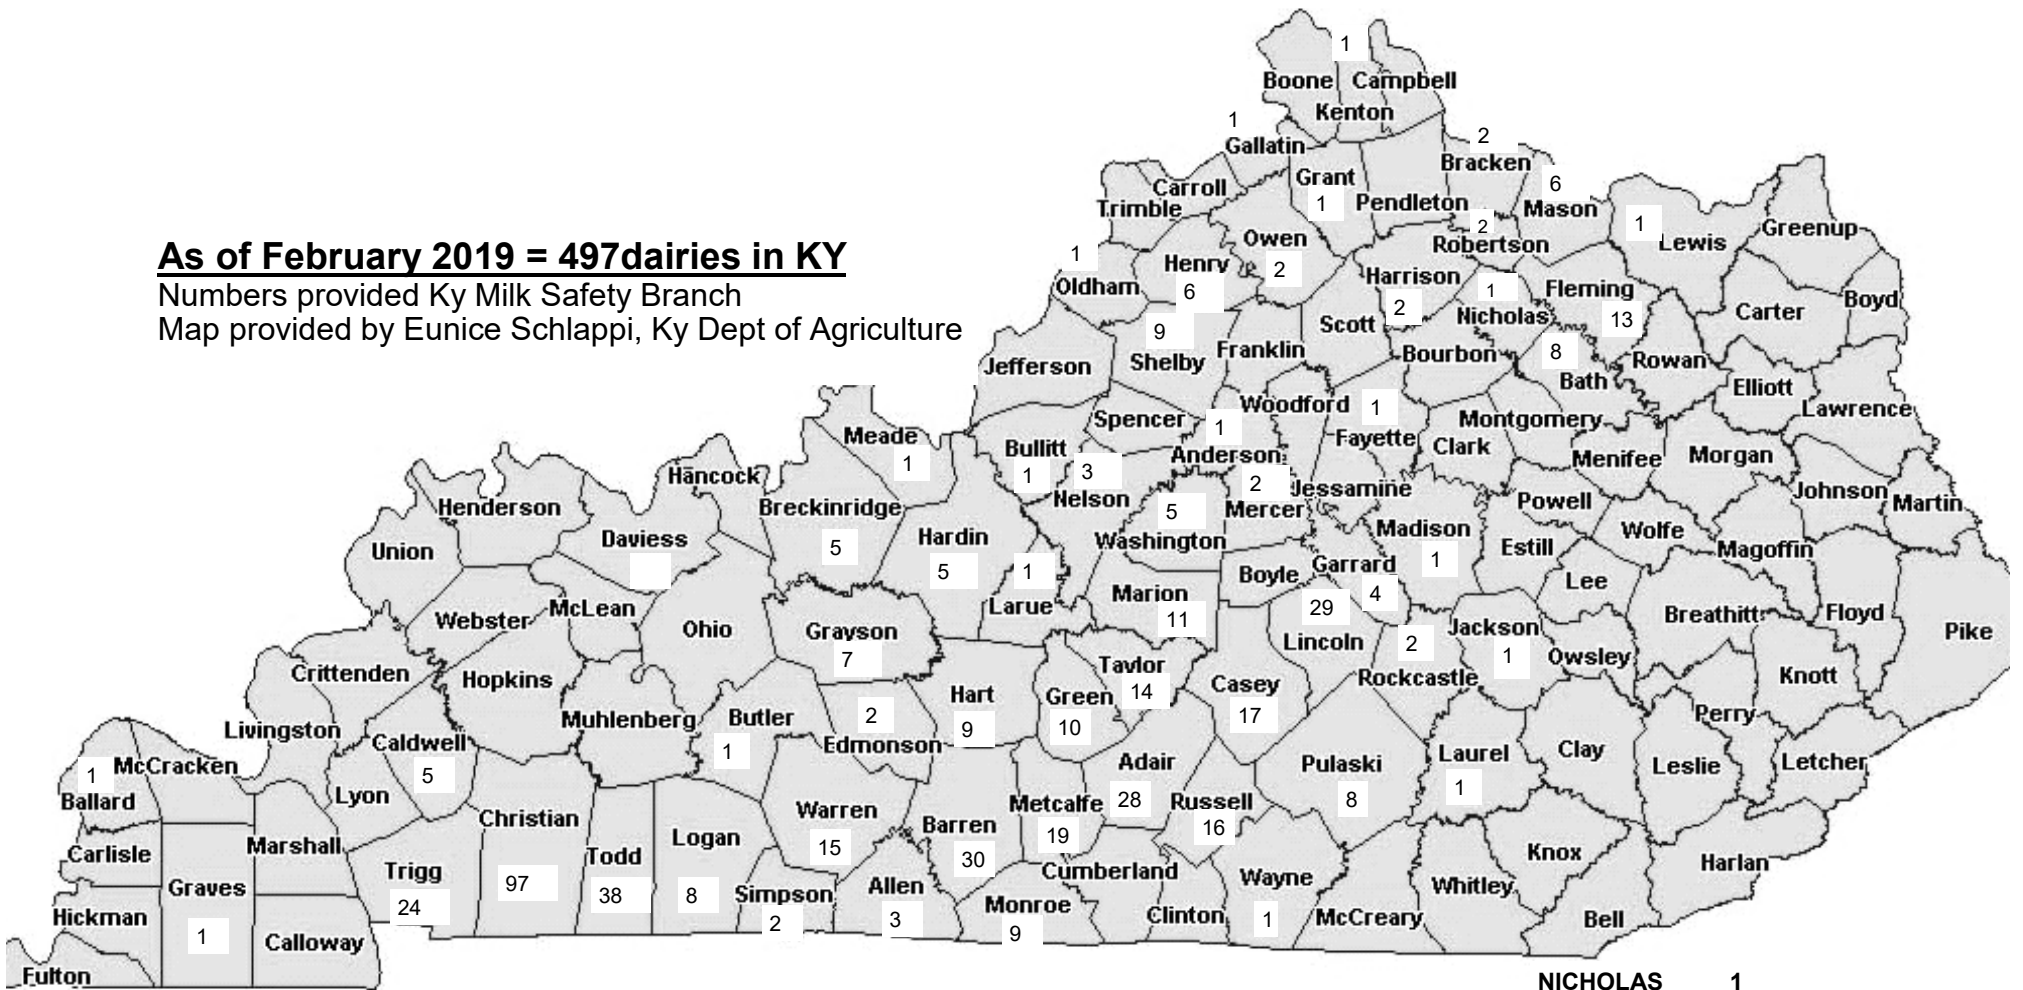 1
Boone
Campbell
Kenton
1
Gallatin
2
Bracken
6
Mason
Carroll
Trimble
Grant
1
Pendleton
2
Robertson
1
Lewis
Greenup
As of February 2019 = 497dairies in KY
Numbers provided Ky Milk Safety Branch
Map provided by Eunice Schlappi, Ky Dept of Agriculture
1
Oldham
Henry
6
Owen
2
Harrison
2
1
Nicholas
Fleming
13
Carter
Boyd
9
Shelby
Franklin
Scott
Bourbon
8
Bath
Rowan
Elliott
Lawrence
Jefferson
Spencer
1
Anderson
Woodford
1
Fayette
Clark
Montgomery
Menifee
Morgan
Johnson
Martin
Meade
1
Bullitt
1
3
Nelson
2
Mercer
Jessamine
Madison
1
Powell
Estill
Wolfe
Magoffin
Hancock
Breckinridge
5
Hardin
5
1
Larue
5
Washington
Marion
11
Boyle
Garrard
4
Lee
Breathitt
Floyd
Pike
Henderson
Union
Daviess
Webster
McLean
Ohio
Grayson
7
29
Lincoln
2
Rockcastle
Jackson
1
Owsley
Knott
Perry
Crittenden
Hopkins
Muhlenberg
Butler
1
2
Edmonson
Hart
9
Green
10
Taylor
14
Casey
17
Pulaski
8
Laurel
1
Clay
Leslie
Letcher
Livingston
Caldwell
5
Lyon
Christian
97
McCracken
1
Ballard
Carlisle
Marshall
Graves
1
Hickman
Calloway
Fulton
Trigg
24
Todd
38
Logan
8
Warren
15
Simpson
2
Allen
3
Barren
30
Metcalfe
19
Adair
28
Russell
16
Cumberland
Monroe
9
Clinton
Wayne
1
McCreary
Whitley
Knox
Bell
Harlan
NICHOLAS 1